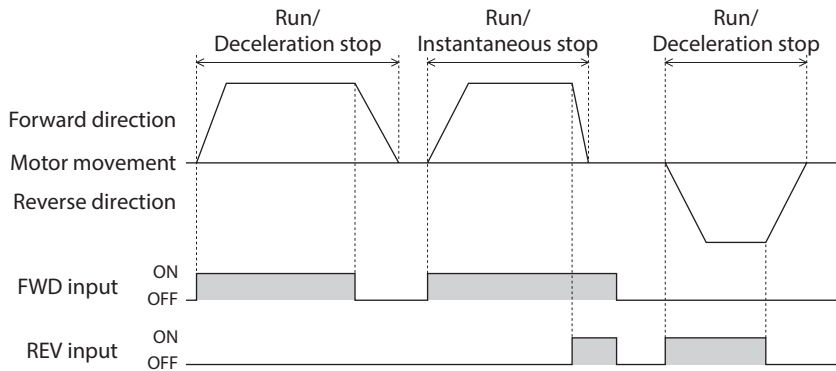 Run/
Deceleration stop
Run/
Instantaneous stop
Run/
Deceleration stop
Forward direction
Motor movement
Reverse direction
FWD input
ON
OFF
REV input
ON
OFF